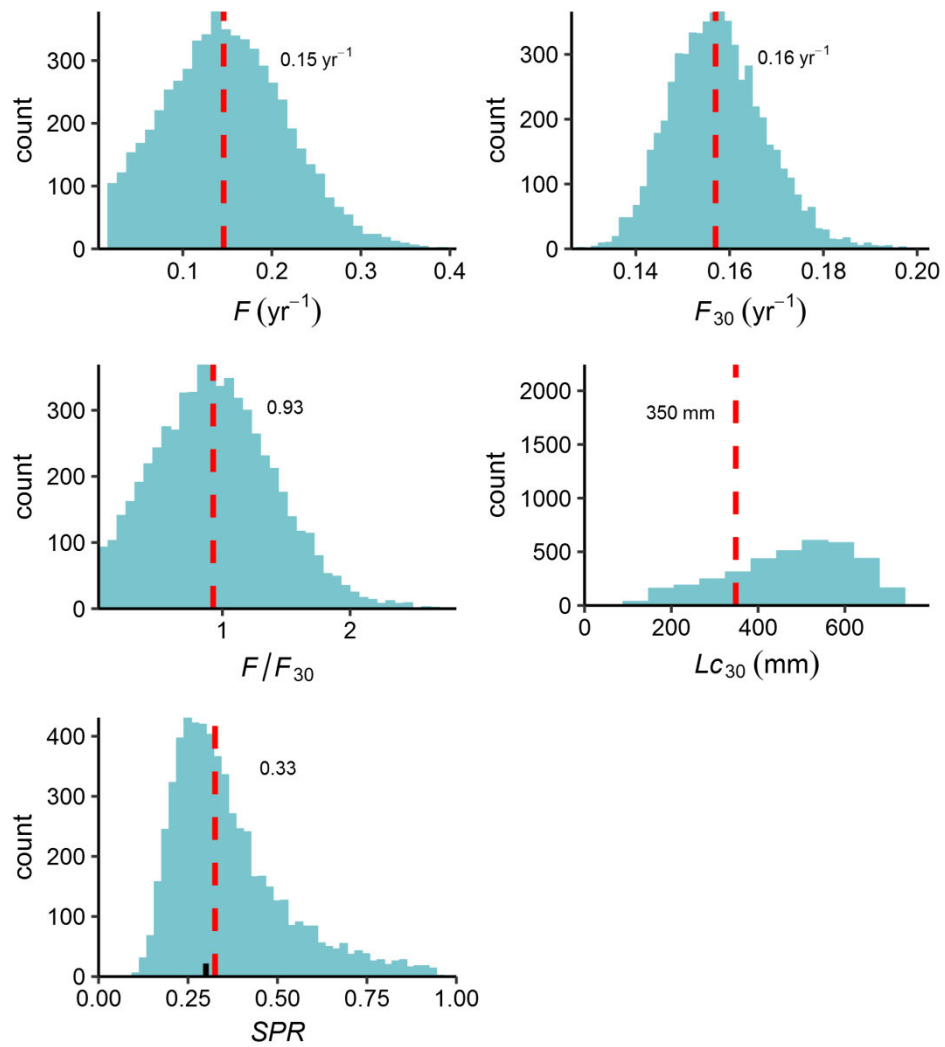 count
300
200
100
0
0.15 yr⁻¹
0.1 0.2 0.3 0.4
F (yr⁻¹)
count
300
200
100
0
0.16 yr⁻¹
0.14 0.16 0.18 0.20
F₃₀ (yr⁻¹)
count
300
200
100
0
0.93
1 2
F/F₃₀
count
2000
1500
1000
500
0
350 mm
0 200 400 600
Lc₃₀ (mm)
count
400
300
200
100
0
0.33
0.00 0.25 0.50 0.75 1.00
SPR